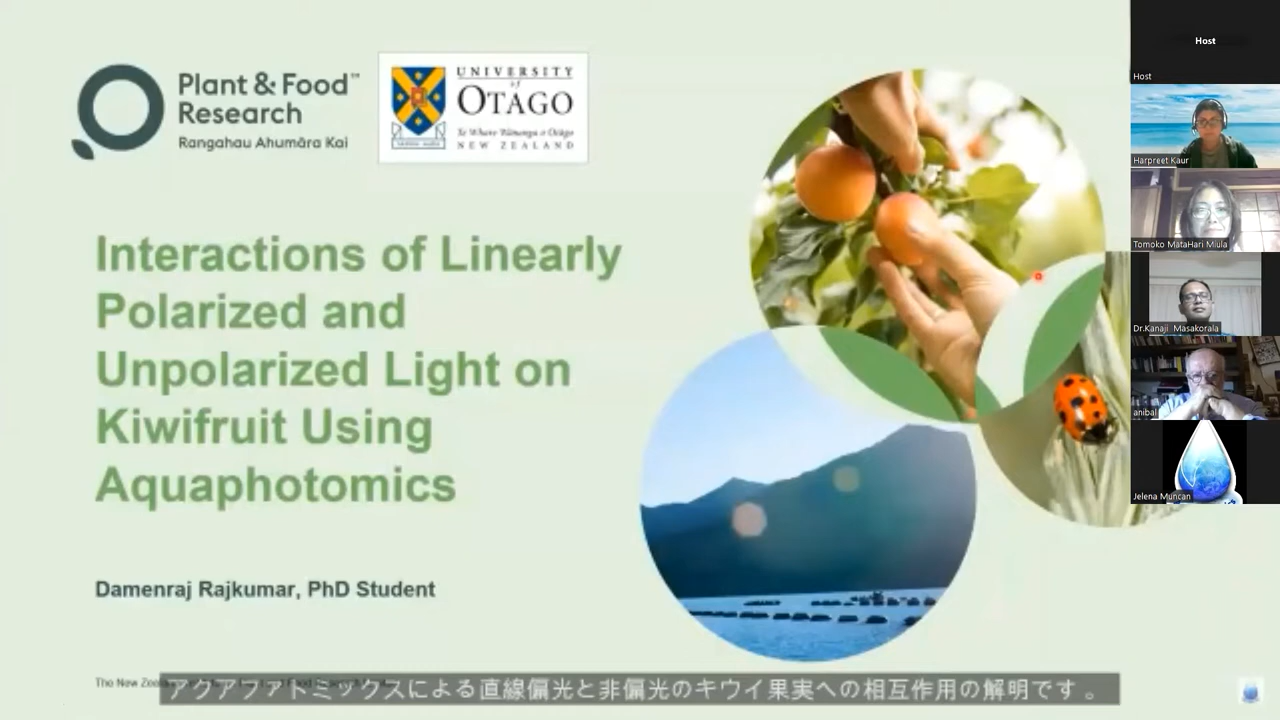 Plant & Food™
Research
Rangahau Ahumāra Kai
UNIVERSITY
of
OTAGO
Te Whare Wānanga o Otāgo
NEW ZEALAND
Interactions of Linearly
Polarized and
Unpolarized Light on
Kiwifruit Using
Aquaphotomics
Damenraj Rajkumar, PhD Student
The New
アクアファトミックスによる直線偏光と非偏光のキウイ果実への相互作用の解明です 。
Host
Host
Harpreet Kaur
Tomoko MataHari Miula
Dr.Kanaji Masakorala
anibal
Jelena Muncan